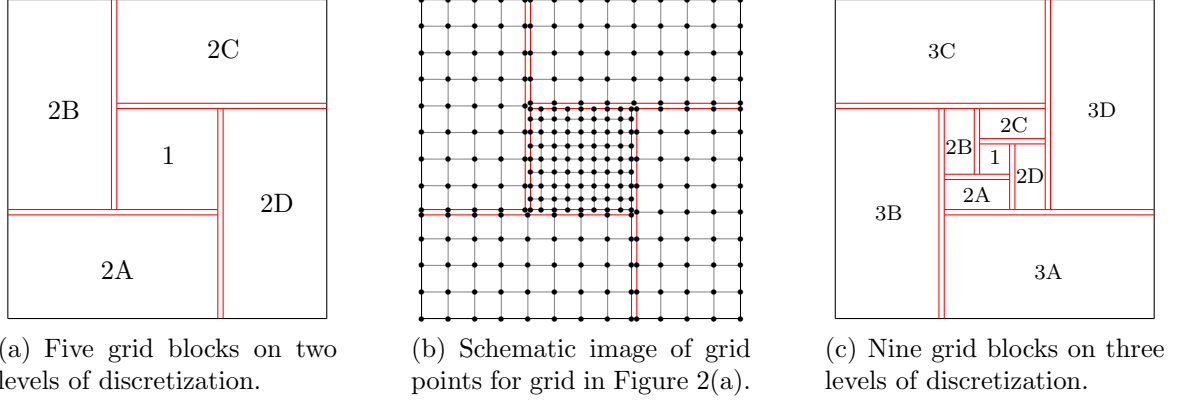 2C
2B
1
2D
2A
3C
3D
2C
2B
1
2D
2A
3B
3A
(a) Five grid blocks on two
levels of discretization.
(b) Schematic image of grid
points for grid in Figure 2(a).
(c) Nine grid blocks on three
levels of discretization.